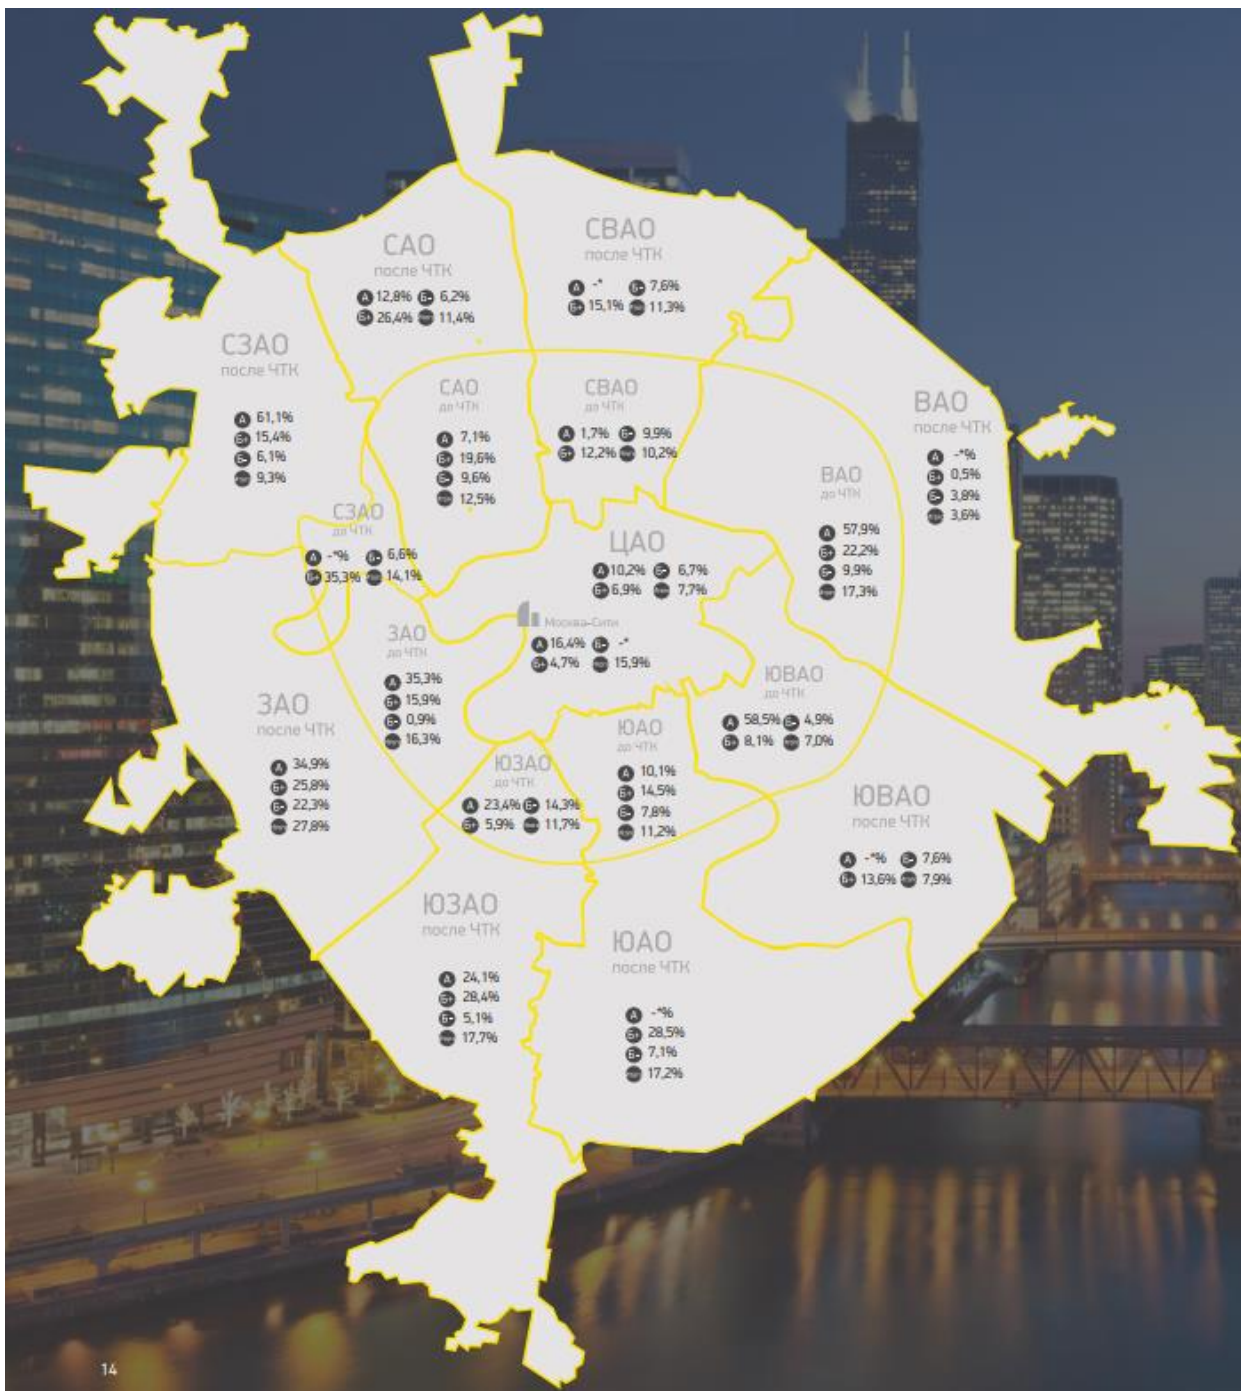 САО
после ЧТК
А 12,8% Б- 6,2%
Б+ 26,4% 11,4%
СВАО
после ЧТК
А -* Б- 7,6%
Б+ 15,1% 11,3%
СЗАО
после ЧТК
А 61,1%
Б+ 15,4%
Б- 6,1%
9,3%
САО
до ЧТК
А 7,1%
Б+ 19,6%
Б- 9,6%
12,5%
СВАО
до ЧТК
А 1,7% Б- 9,9%
Б+ 12,2% 10,2%
ВАО
после ЧТК
А -*%
Б+ 0,5%
Б- 3,8%
3,6%
ВАО
до ЧТК
А 57,9%
Б+ 22,2%
Б- 9,9%
17,3%
СЗАО
до ЧТК
А -*% Б- 6,6%
Б+ 35,3% 14,1%
ЦАО
А 10,2% Б- 6,7%
Б+ 6,9% 7,7%
Москва-Сити
А 16,4% Б- -*
Б+ 4,7% 15,9%
ЗАО
до ЧТК
А 35,3%
Б+ 15,9%
Б- 0,9%
16,3%
ЮВАО
до ЧТК
А 58,5% Б- 4,9%
Б+ 8,1% 7,0%
ЗАО
после ЧТК
А 34,9%
Б+ 25,8%
Б- 22,3%
27,8%
ЮАО
до ЧТК
А 10,1%
Б+ 14,5%
Б- 7,8%
11,2%
ЮЗАО
до ЧТК
А 23,4% Б- 14,3%
Б+ 5,9% 11,7%
ЮВАО
после ЧТК
А -*% Б- 7,6%
Б+ 13,6% 7,9%
ЮЗАО
после ЧТК
А 24,1%
Б+ 28,4%
Б- 5,1%
17,7%
ЮАО
после ЧТК
А -*%
Б+ 28,5%
Б- 7,1%
17,2%
14